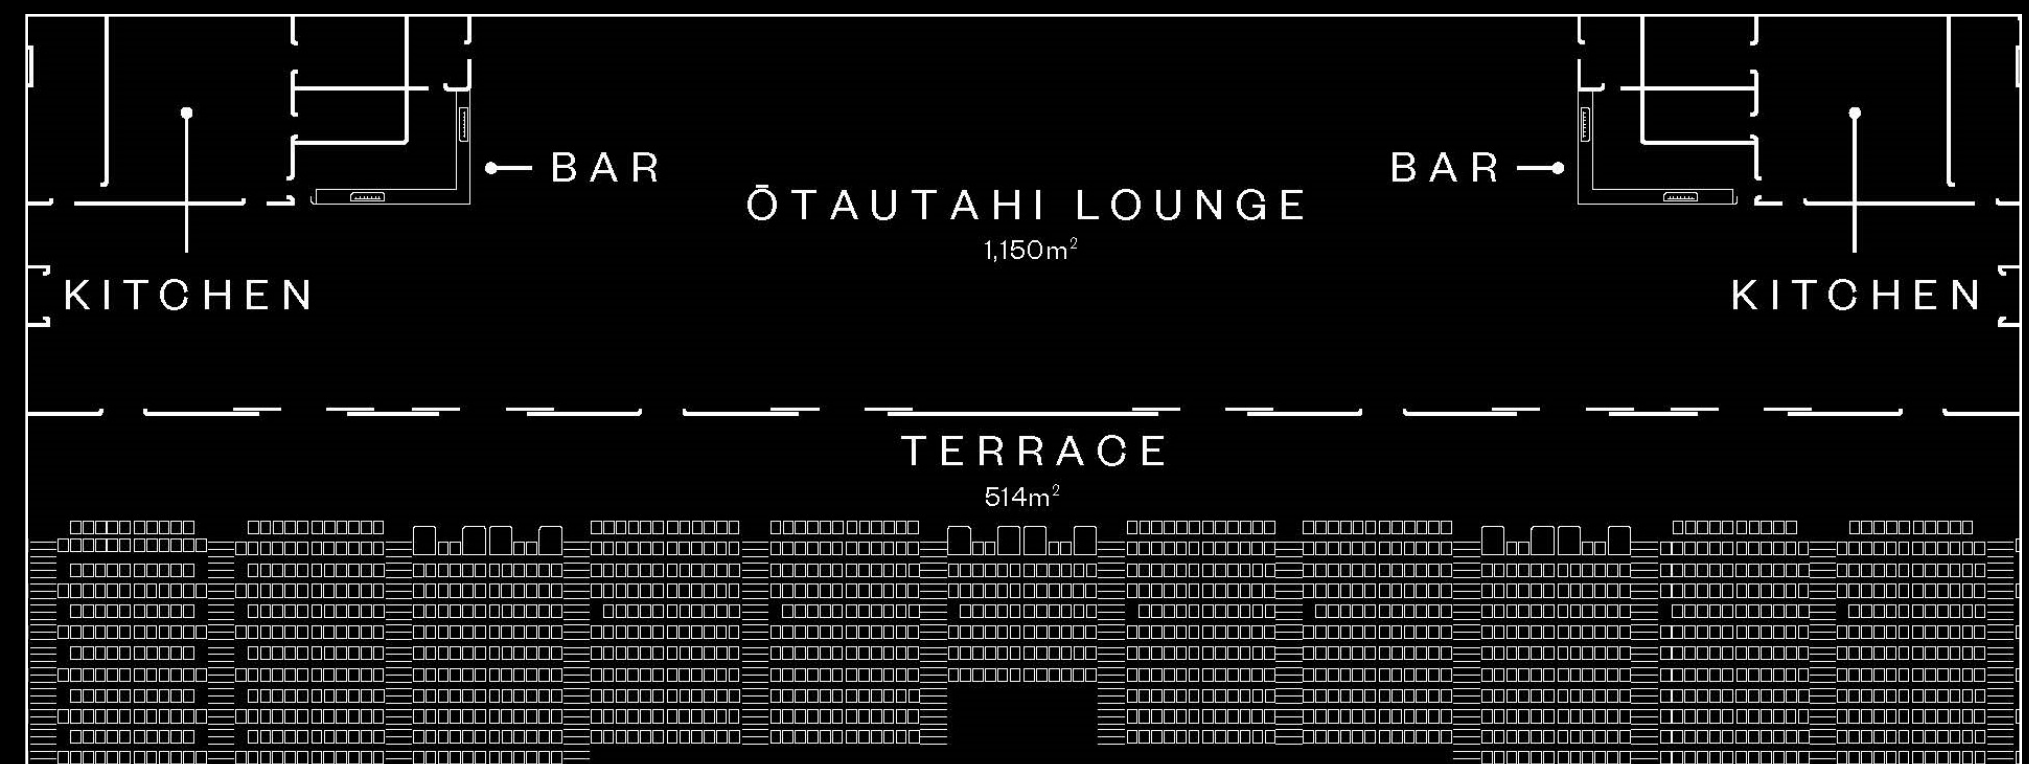 BAR
BAR
ŌTAUTAHI LOUNGE
1,150m²
KITCHEN
KITCHEN
TERRACE
514m²